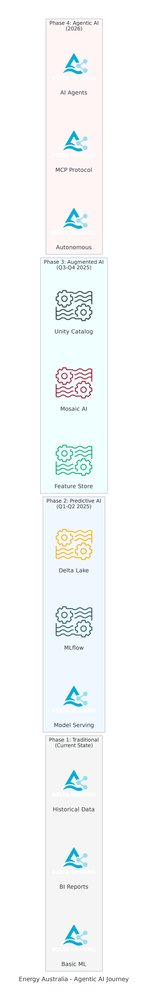 Phase 4: Agentic AI
(2026)
AI Agents
MCP Protocol
Autonomous
Phase 3: Augmented AI
(Q3-Q4 2025)
Unity Catalog
Mosaic AI
Feature Store
Phase 2: Predictive AI
(Q1-Q2 2025)
Delta Lake
MLflow
Model Serving
Phase 1: Traditional
(Current State)
Historical Data
BI Reports
Basic ML
Energy Australia - Agentic AI Journey